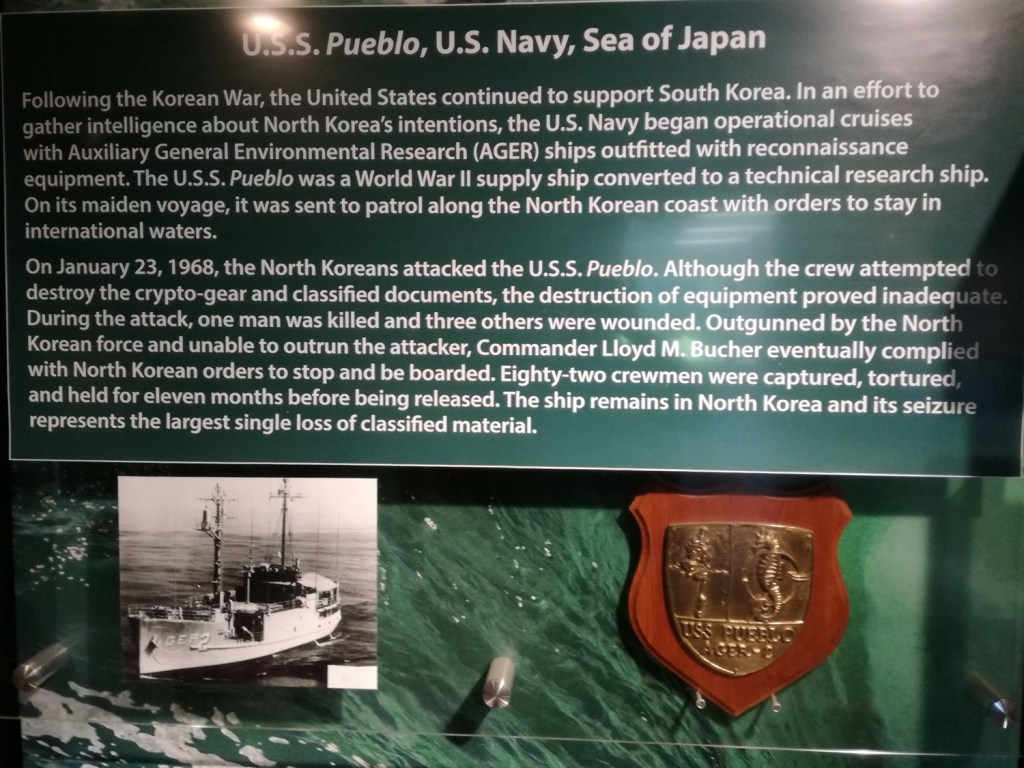 U.S.S. Pueblo, U.S. Navy, Sea of Japan
Following the Korean War, the United States continued to support South Korea. In an effort to
gather intelligence about North Korea's intentions, the U.S. Navy began operational cruises
with Auxiliary General Environmental Research (AGER) ships outfitted with reconnaissance
equipment. The U.S.S. Pueblo was a World War II supply ship converted to a technical research ship.
On its maiden voyage, it was sent to patrol along the North Korean coast with orders to stay in
international waters.
On January 23, 1968, the North Koreans attacked the U.S.S. Pueblo. Although the crew attempted to
destroy the crypto-gear and classified documents, the destruction of equipment proved inadequate.
During the attack, one man was killed and three others were wounded. Outgunned by the North
Korean force and unable to outrun the attacker, Commander Lloyd M. Bucher eventually complied
with North Korean orders to stop and be boarded. Eighty-two crewmen were captured, tortured,
and held for eleven months before being released. The ship remains in North Korea and its seizure
represents the largest single loss of classified material.
AGER 2
USS PUEBLO
AGER-2